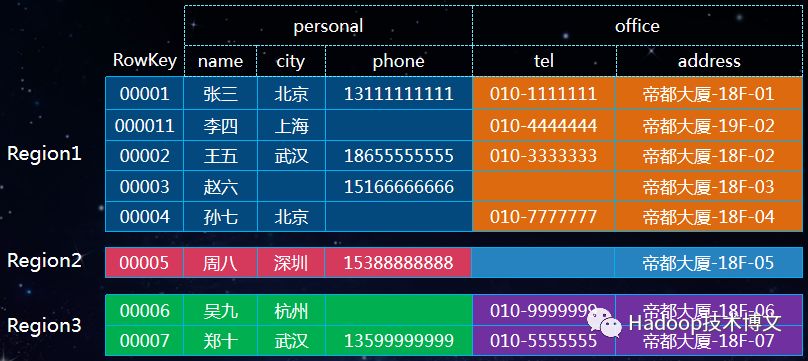 personal office
RowKey name city phone tel address
Region1
00001 张三 北京 13111111111 010-1111111 帝都大厦-18F-01
000011 李四 上海 010-4444444 帝都大厦-19F-02
00002 王五 武汉 18655555555 010-3333333 帝都大厦-18F-02
00003 赵六 15166666666 帝都大厦-18F-03
00004 孙七 北京 010-7777777 帝都大厦-18F-04
Region2
00005 周八 深圳 15388888888 帝都大厦-18F-05
Region3
00006 吴九 杭州 010-9999999 帝都大厦-18F-06
00007 郑十 武汉 13599999999 010-5555555 帝都大厦-18F-07
Hadoop技术博文